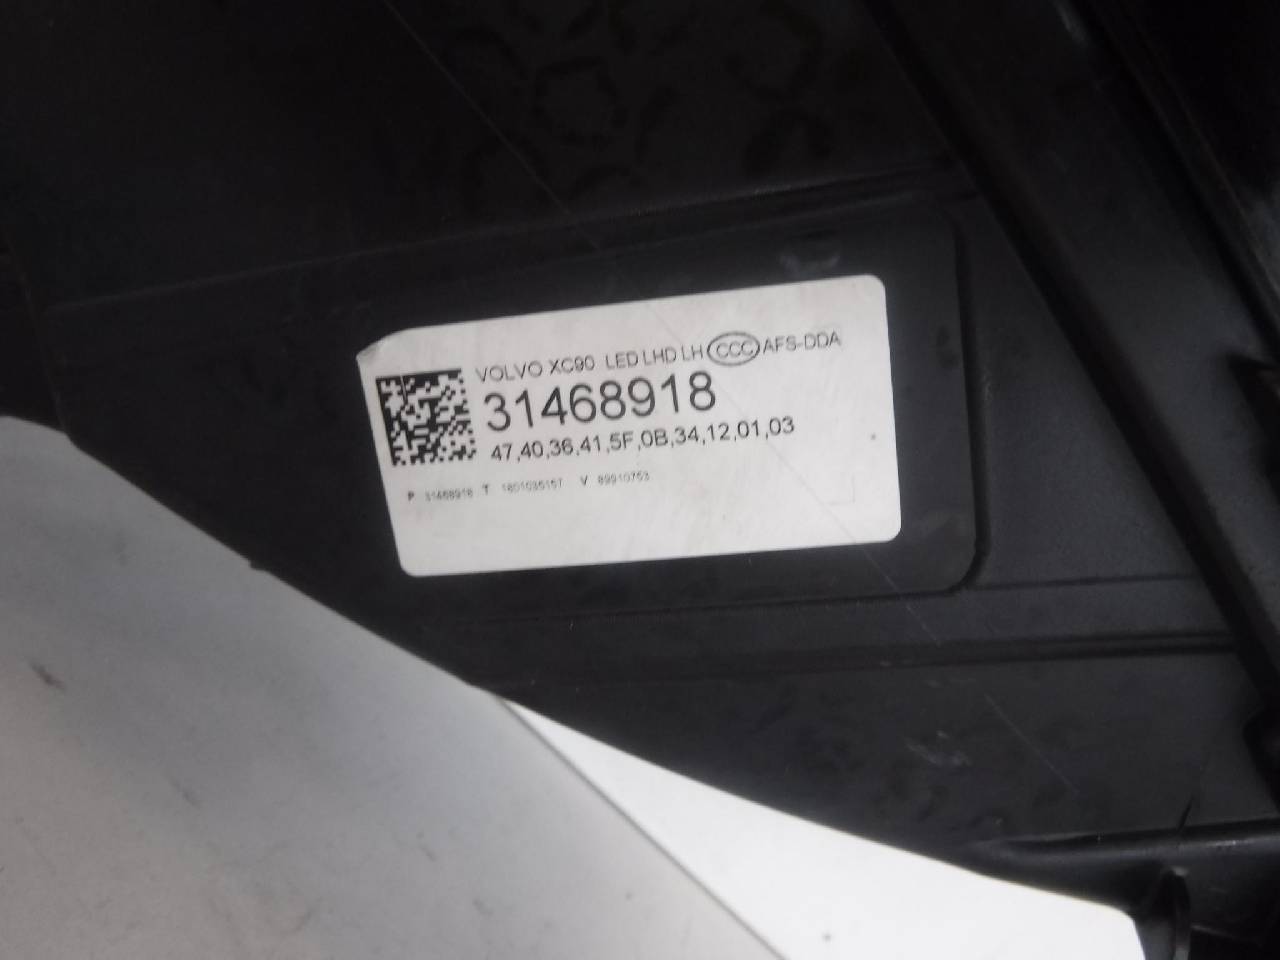 VOLVO XC90 LED LHD LH CCC AFS-DDA
31468918
47,40,36,41,5F,0B,34,12,01,03
P 31468918 T 1801035157 V 89910753